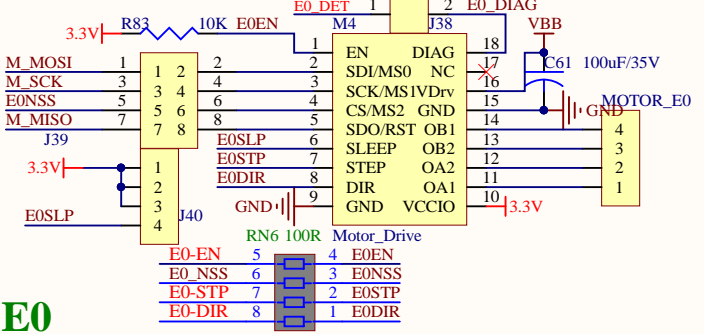 E0_DET 1 2 E0_DIAG
R83 10K E0EN M4 J38 VBB
3.3V
1 EN DIAG 18
C61 100uF/35V
M_MOSI 1 1 2 2 2 SDI/MS0 NC 17
M_SCK 3 3 4 4 3 SCK/MS1 VDrv 16
E0NSS 5 5 6 6 4 CS/MS2 GND 15 GND MOTOR_E0
M_MISO 7 7 8 8 5 SDO/RST OB1 14 4
J39 E0SLP 6 SLEEP OB2 13 3
3.3V 1 E0STP 7 STEP OA2 12 2
2 E0DIR 8 DIR OA1 11 1
3 J40 GND 9 GND VCCIO 10 3.3V
E0SLP 4
RN6 100R Motor_Drive
E0-EN 5 4 E0EN
E0_NSS 6 3 E0NSS
E0-STP 7 2 E0STP
E0-DIR 8 1 E0DIR
E0